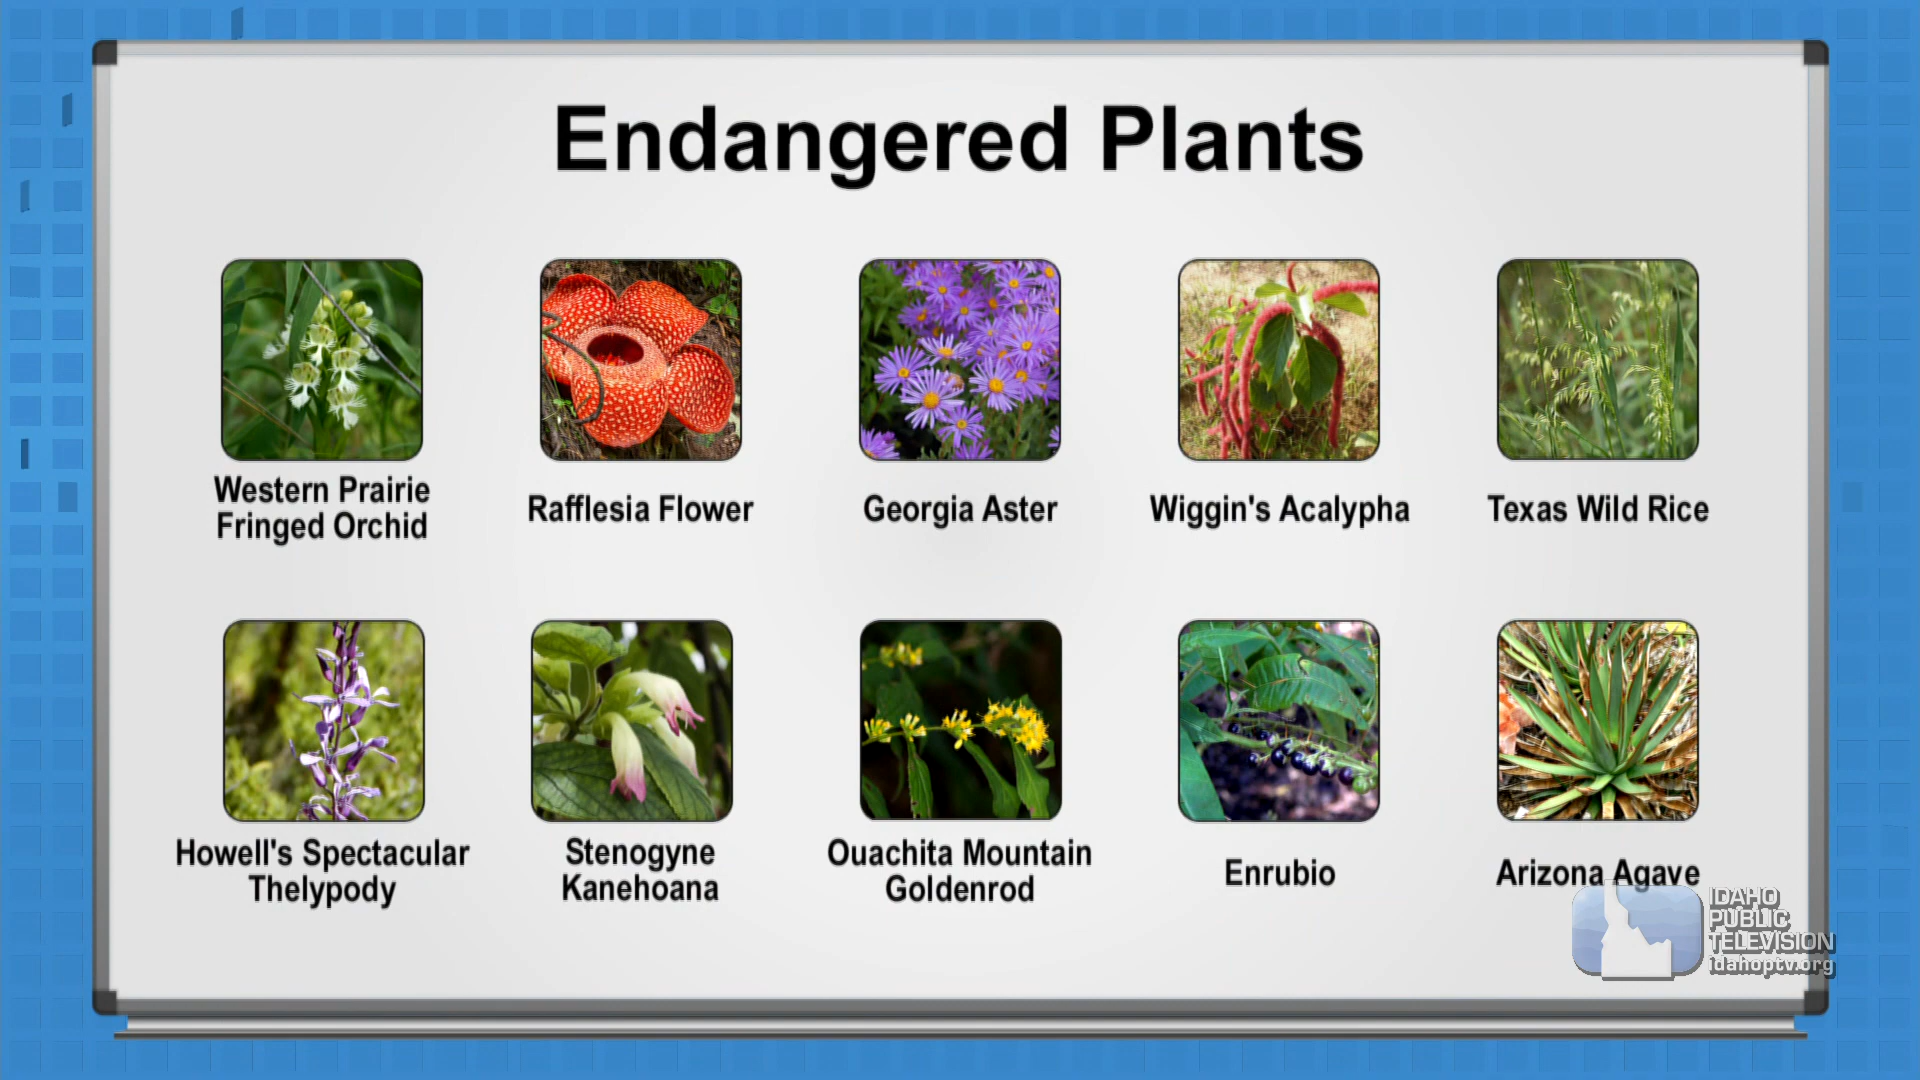 Endangered Plants
Western Prairie
Fringed Orchid
Rafflesia Flower
Georgia Aster
Wiggin's Acalypha
Texas Wild Rice
Howell's Spectacular
Thelypody
Stenogyne
Kanehoana
Ouachita Mountain
Goldenrod
Enrubio
Arizona Agave
IDAHO
PUBLIC
TELEVISION
idahoptv.org